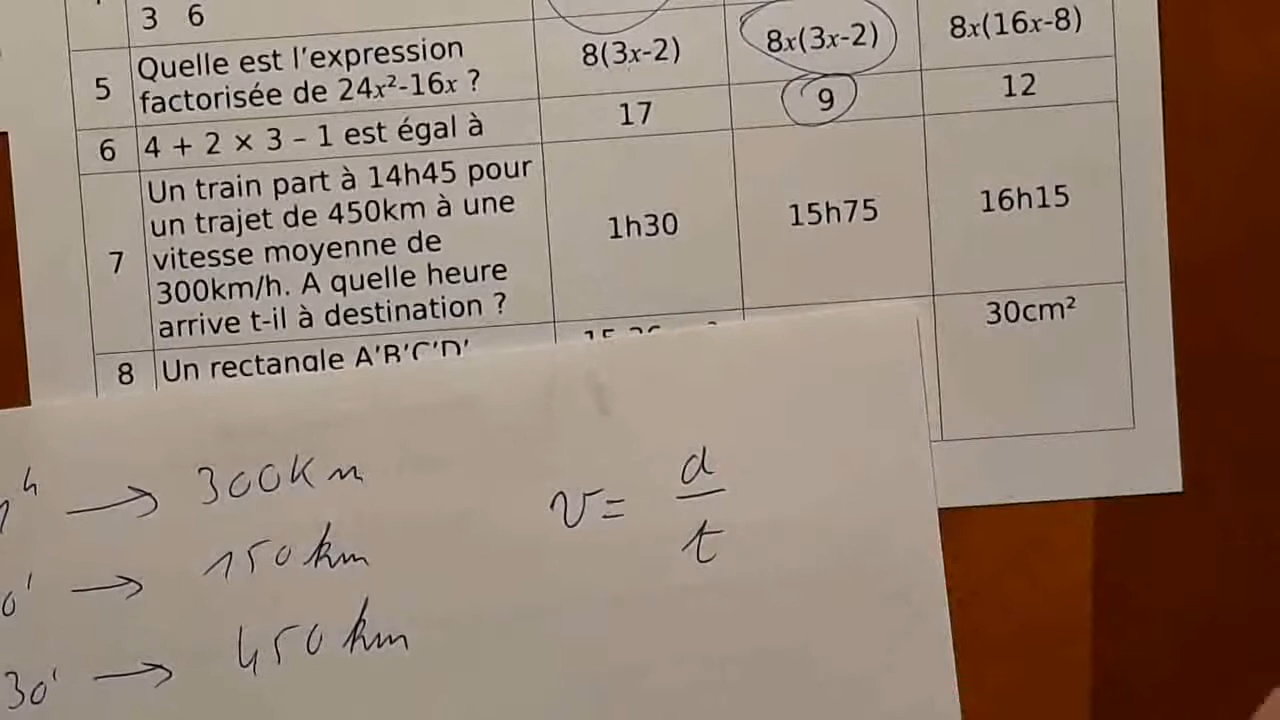 3 6
5 Quelle est l'expression factorisée de 24x²-16x ?
8(3x-2)
8x(3x-2)
8x(16x-8)
6 4 + 2 × 3 – 1 est égal à
17
9
12
7 Un train part à 14h45 pour
un trajet de 450km à une
vitesse moyenne de
300km/h. A quelle heure
arrive t-il à destination ?
1h30
15h75
16h15
8 Un rectangle A'B'C'D'
30cm²
h → 300km
0' → 150km
30' → 450km
v = d
t